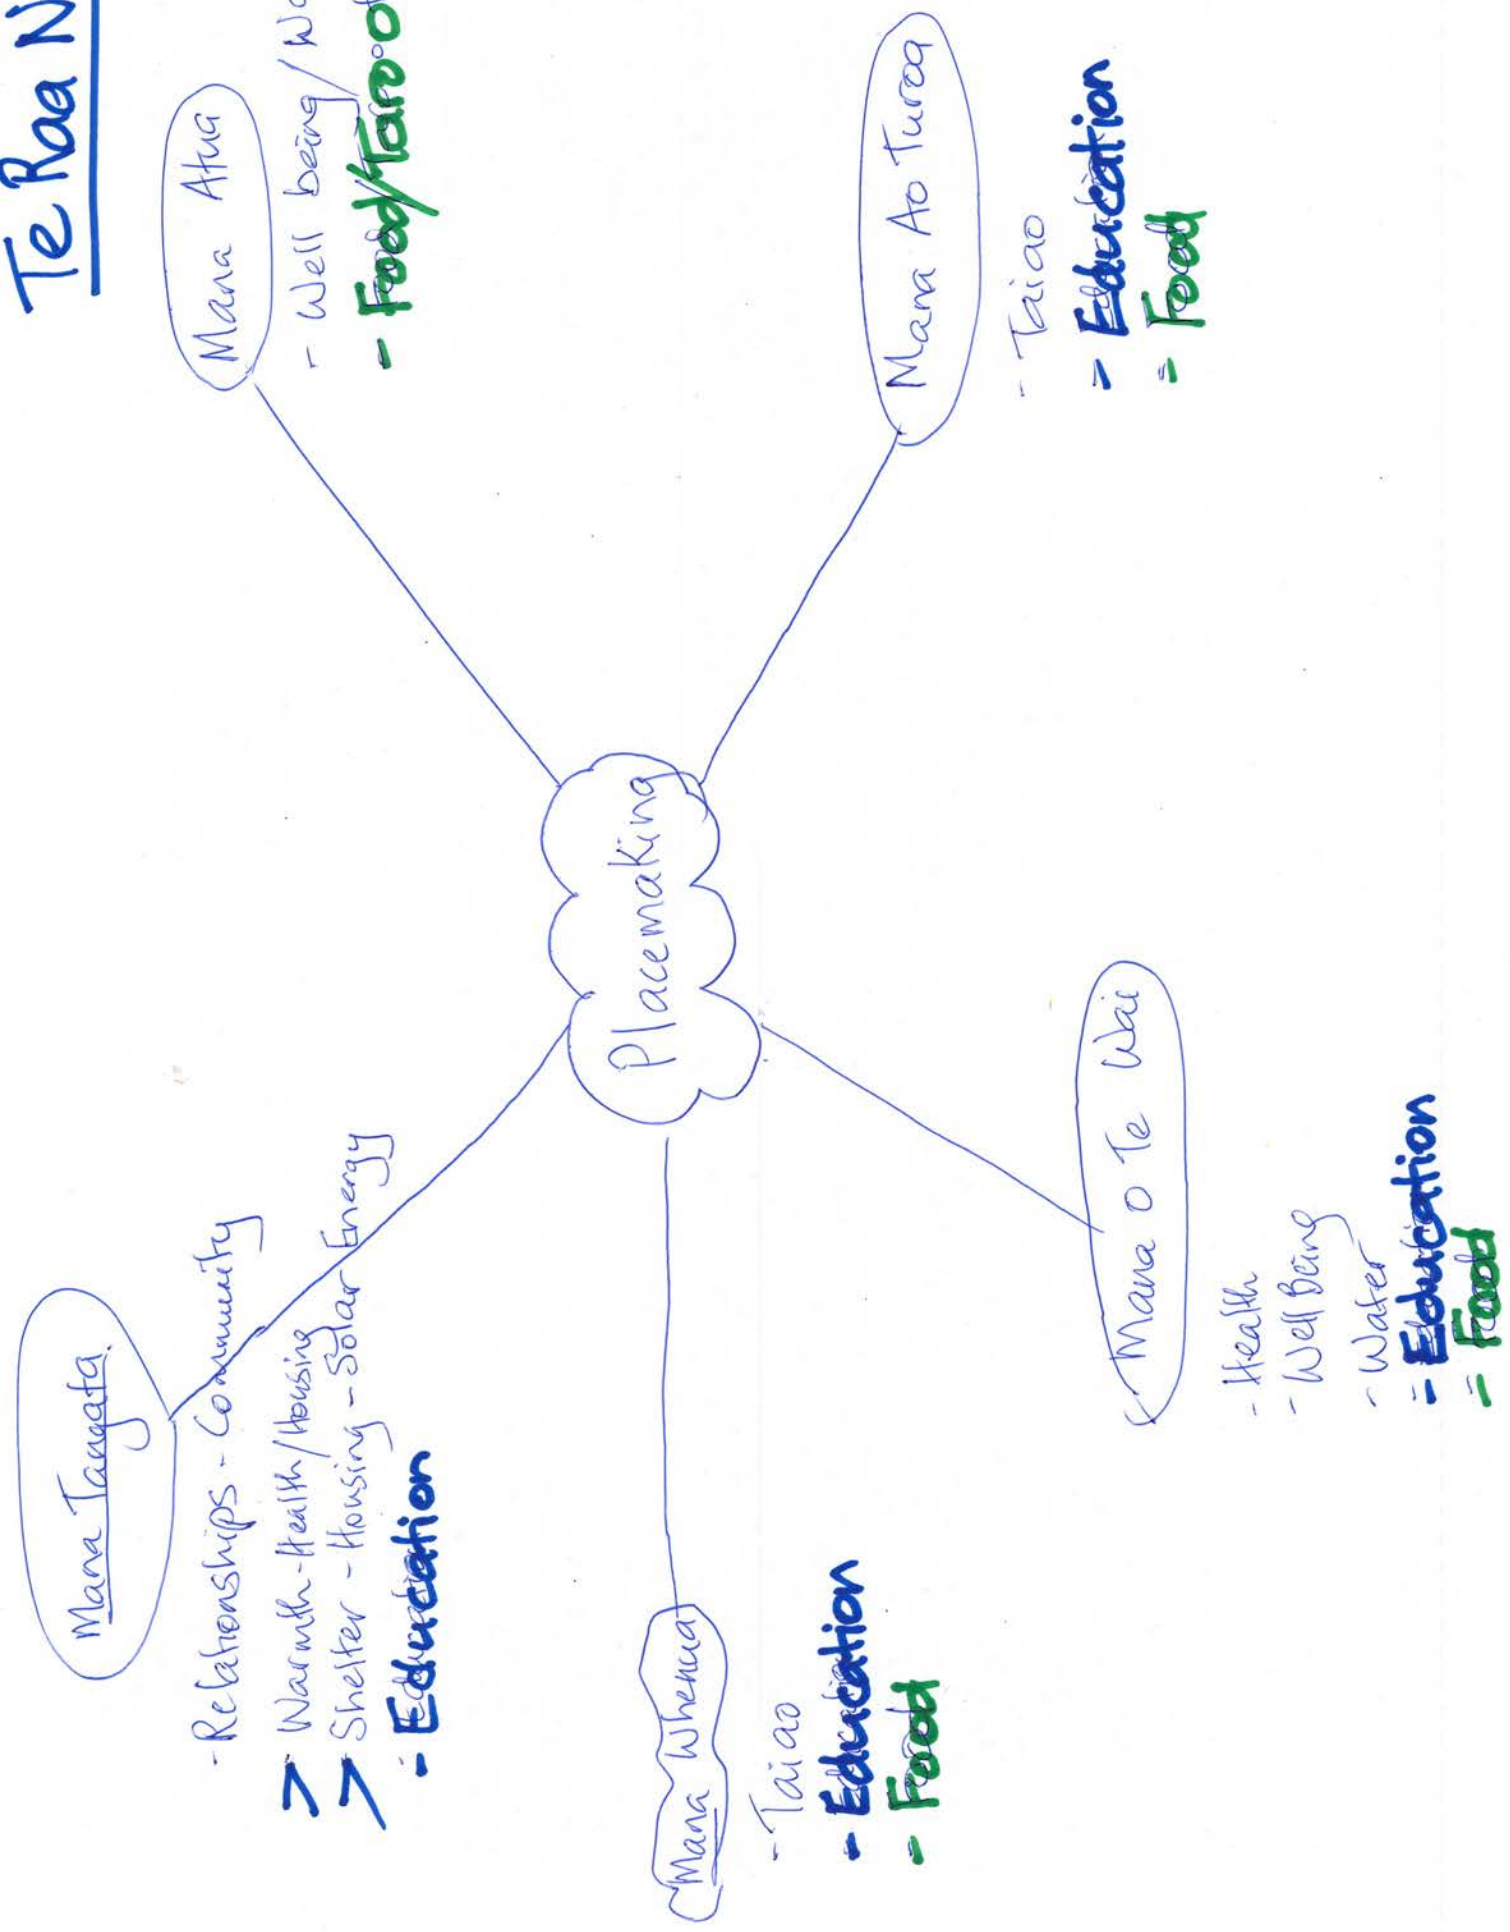 Te Raa N
Mana Tangata.
- Relationships - Community
- Warmth - Health/Housing
- Shelter - Housing - Solar Energy
- Education
Mana Atua
- Well being/
- Food/
Placemaking
Mana Whenua
- Taiao
- Education
- Food
Mana O Te Wai
- Health
- Well Being
- Water
- Education
- Food
Mana Ao Turoa
- Taiao
- Education
- Food